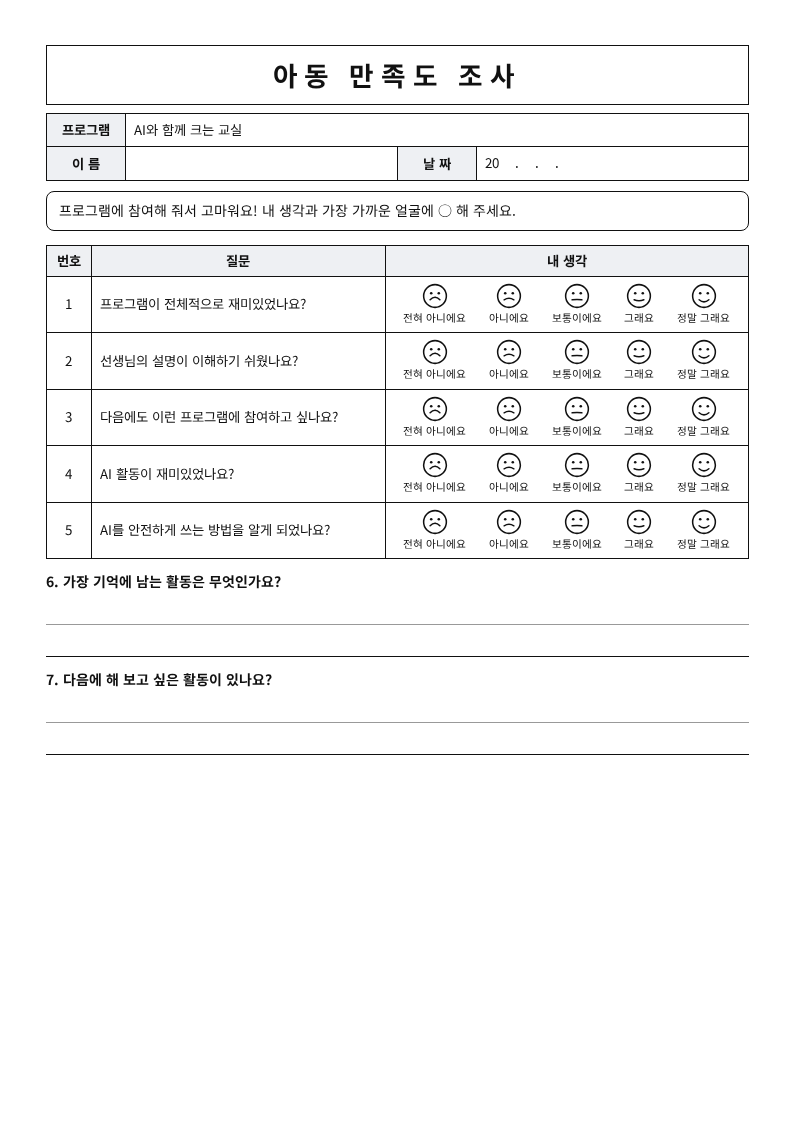 아동 만족도 조사
프로그램 AI와 함께 크는 교실
이 름 날 짜 20 . . .
프로그램에 참여해 줘서 고마워요! 내 생각과 가장 가까운 얼굴에 ○ 해 주세요.
번호 질문 내 생각
1 프로그램이 전체적으로 재미있었나요? 전혀 아니에요 아니에요 보통이에요 그래요 정말 그래요
2 선생님의 설명이 이해하기 쉬웠나요? 전혀 아니에요 아니에요 보통이에요 그래요 정말 그래요
3 다음에도 이런 프로그램에 참여하고 싶나요? 전혀 아니에요 아니에요 보통이에요 그래요 정말 그래요
4 AI 활동이 재미있었나요? 전혀 아니에요 아니에요 보통이에요 그래요 정말 그래요
5 AI를 안전하게 쓰는 방법을 알게 되었나요? 전혀 아니에요 아니에요 보통이에요 그래요 정말 그래요
6. 가장 기억에 남는 활동은 무엇인가요?
7. 다음에 해 보고 싶은 활동이 있나요?